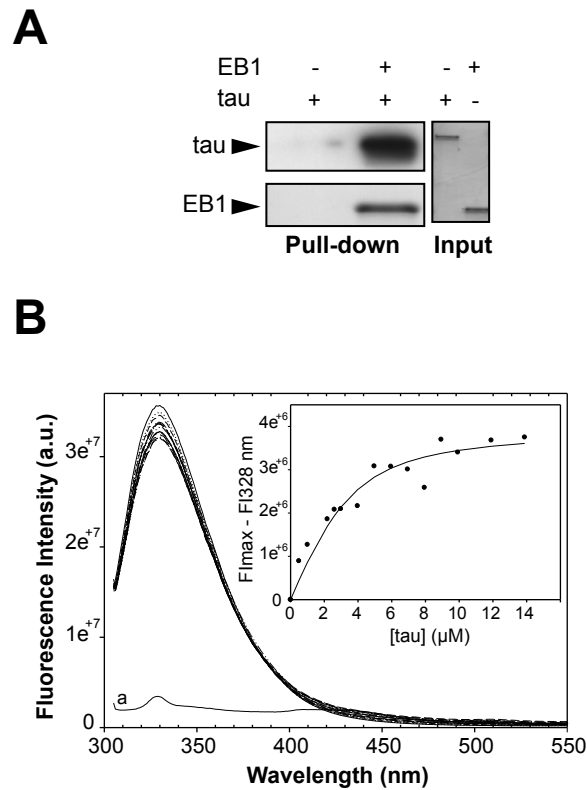 A
EB1 - + - +
tau + + + -
tau
EB1
Pull-down Input
B
Fluorescence Intensity (a.u.)
3e+7
2e+7
1e+7
0
a
300 350 400 450 500 550
Wavelength (nm)
FImax - FI328 nm
4e+6
3e+6
2e+6
1e+6
0
0 2 4 6 8 10 12 14 16
[tau] (µM)